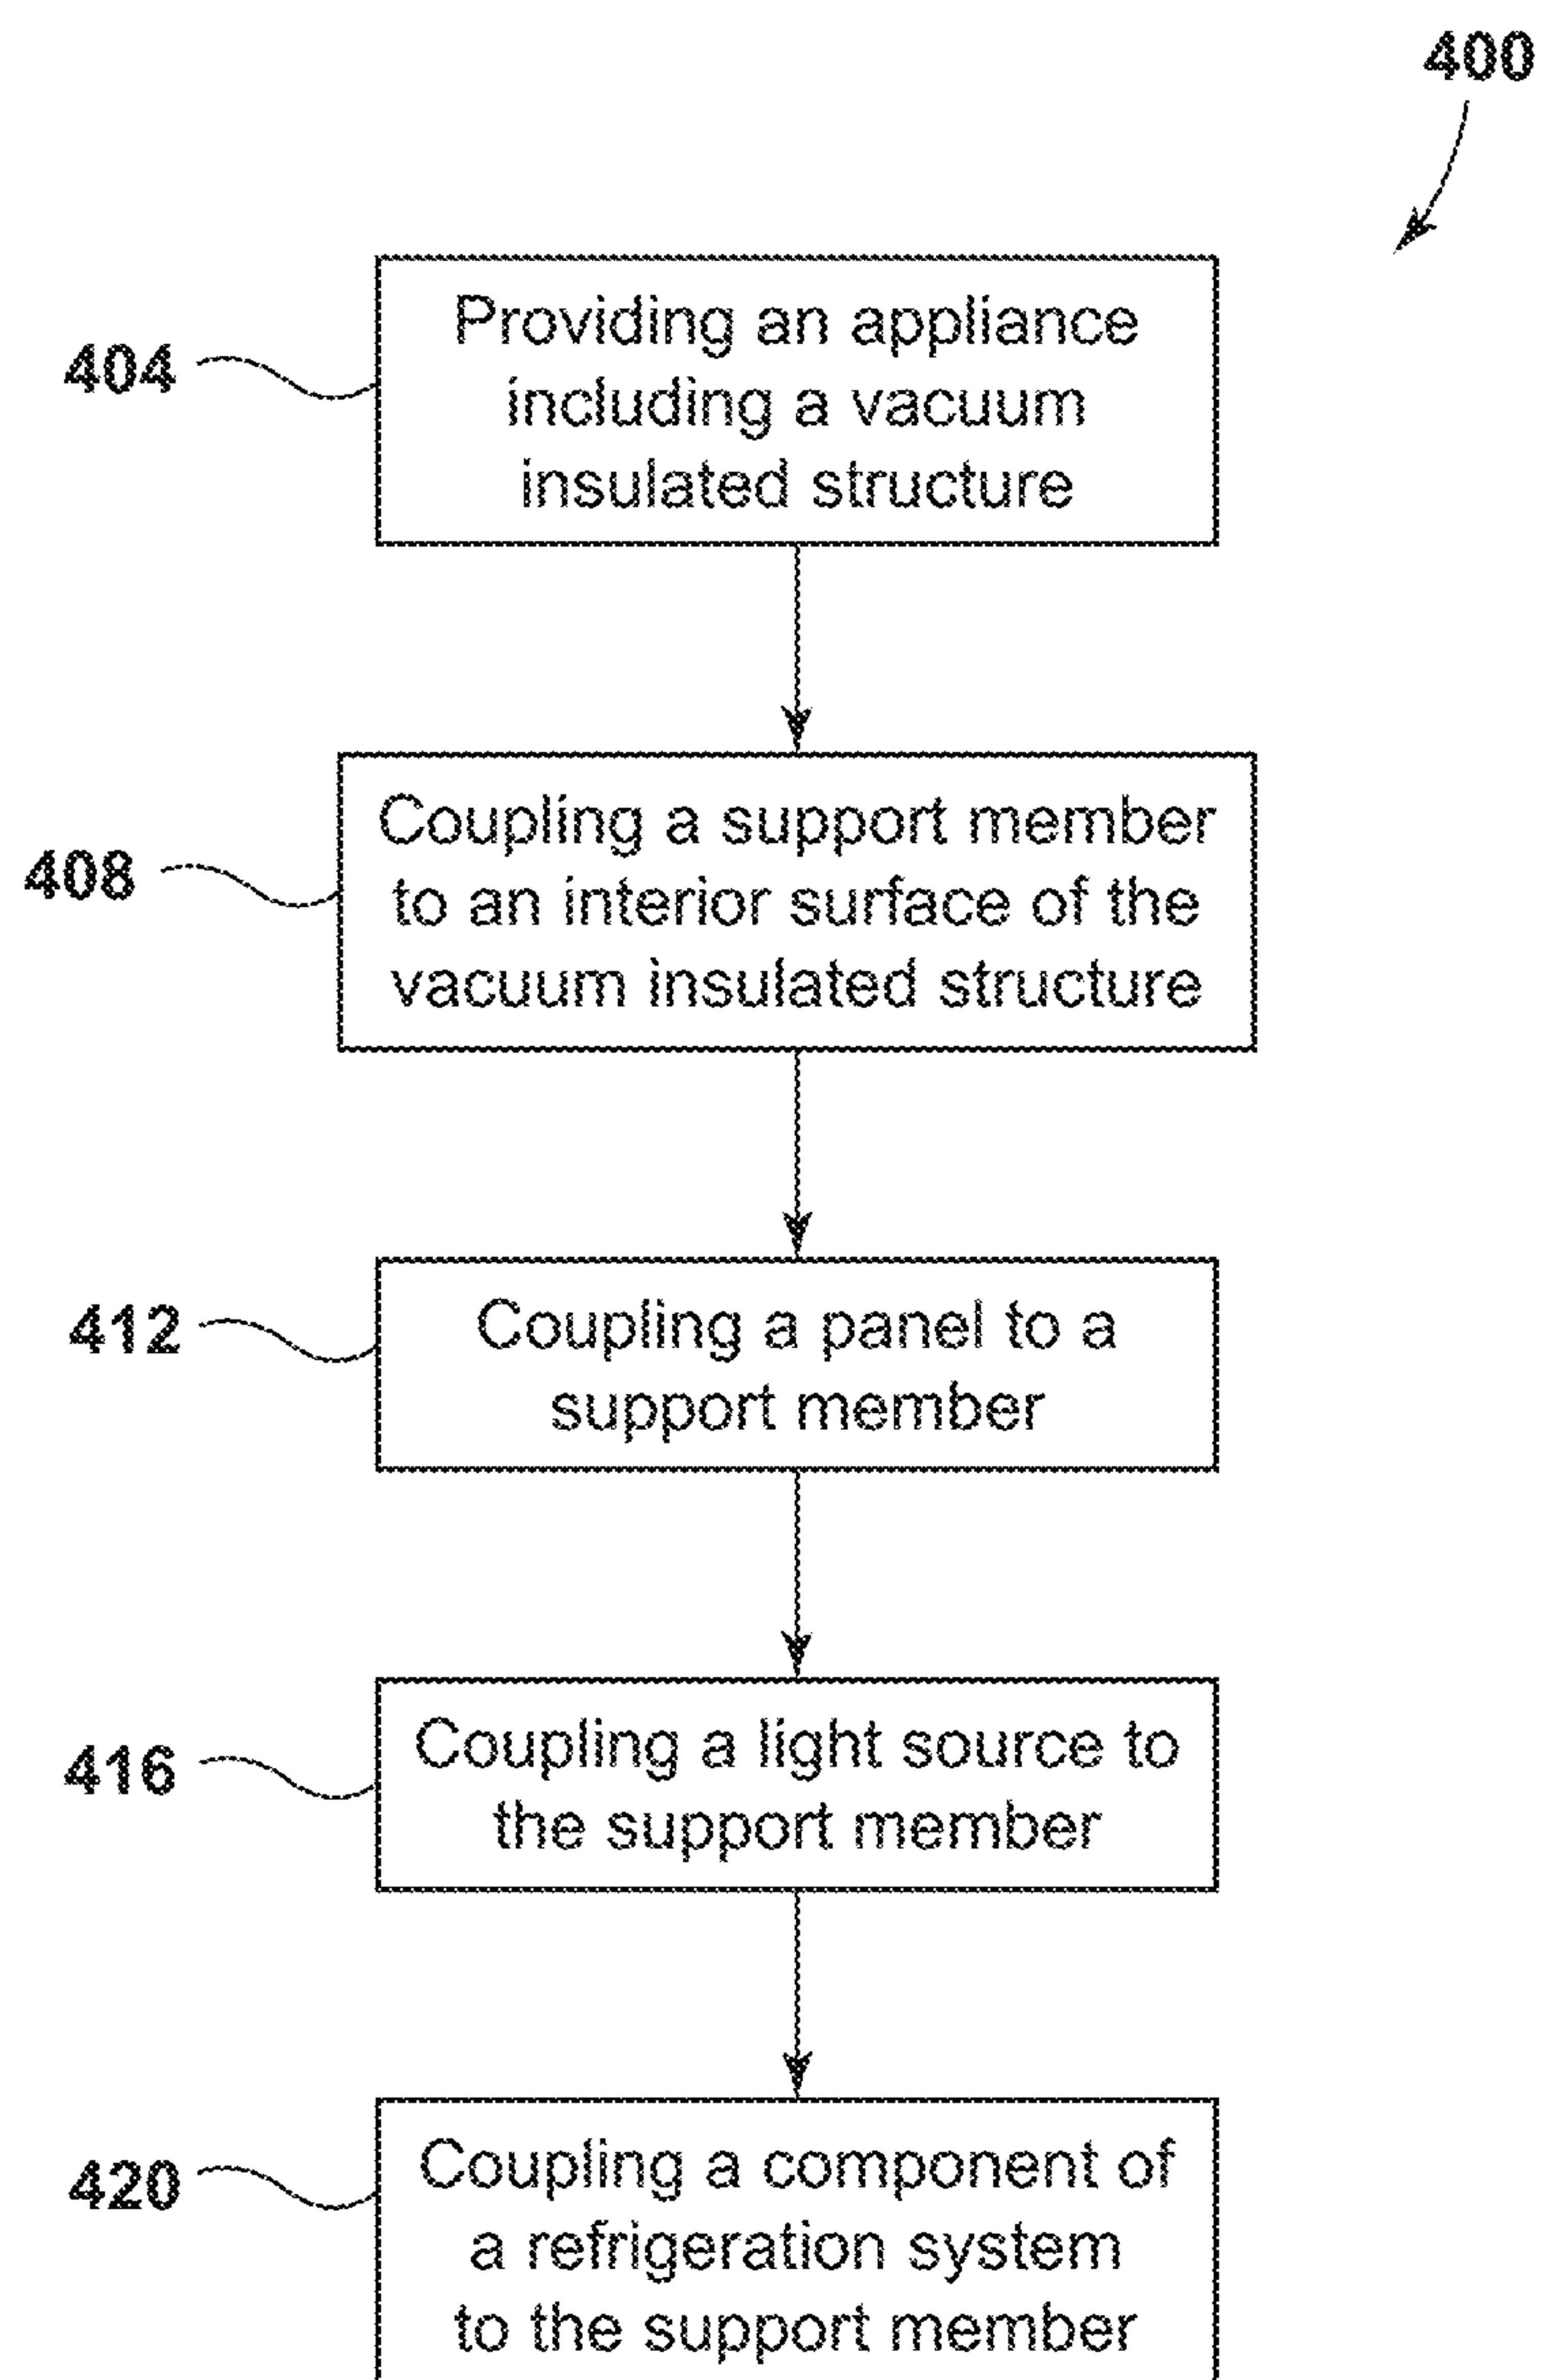 400
404
Providing an appliance
including a vacuum
insulated structure
408
Coupling a support member
to an interior surface of the
vacuum insulated structure
412
Coupling a panel to a
support member
416
Coupling a light source to
the support member
420
Coupling a component of
a refrigeration system
to the support member